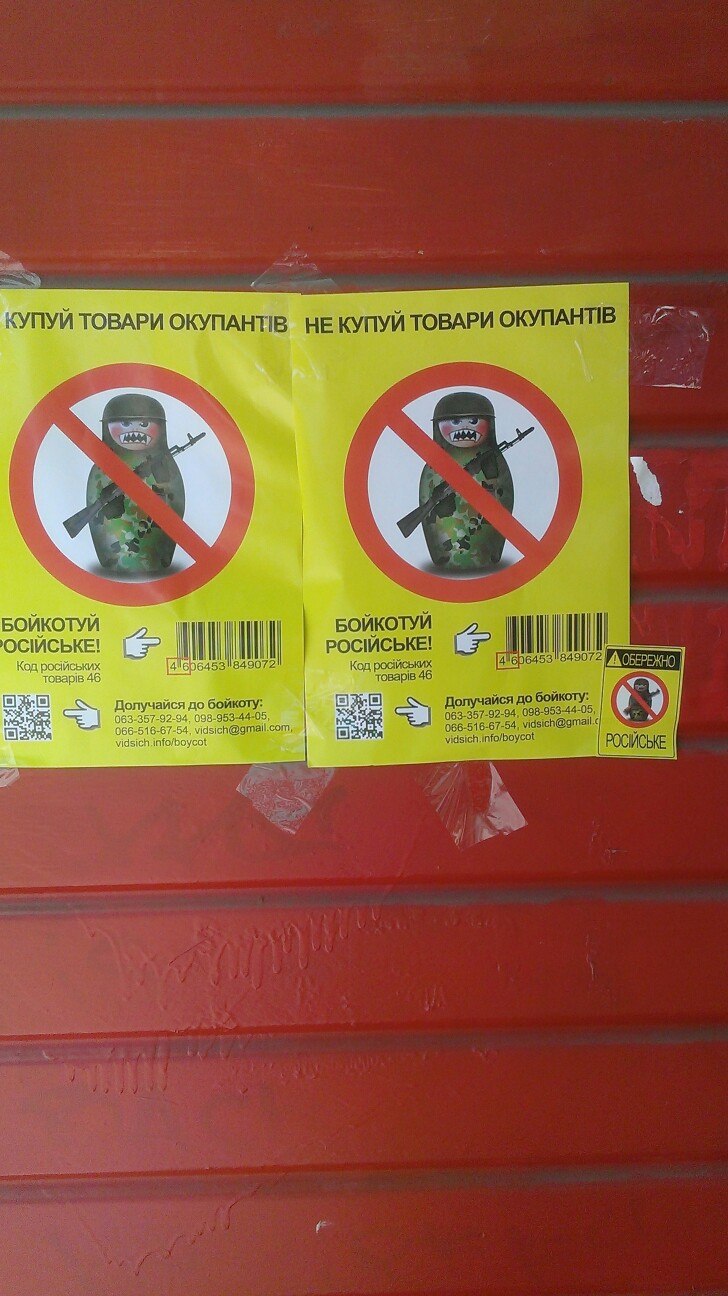 КУПУЙ ТОВАРИ ОКУПАНТІВ
БОЙКОТУЙ
РОСІЙСЬКЕ!
Код російських
товарів 46
4 606453 849072
Долучайся до бойкоту:
063-357-92-94, 098-953-44-05,
066-516-67-54, vidsich@gmail.com,
vidsich.info/boycot
НЕ КУПУЙ ТОВАРИ ОКУПАНТІВ
БОЙКОТУЙ
РОСІЙСЬКЕ!
Код російських
товарів 46
4 606453 849072
Долучайся до бойкоту:
063-357-92-94, 098-953-44-05,
066-516-67-54, vidsich@gmail.c
vidsich.info/boycot
ОБЕРЕЖНО
РОСІЙСЬКЕ